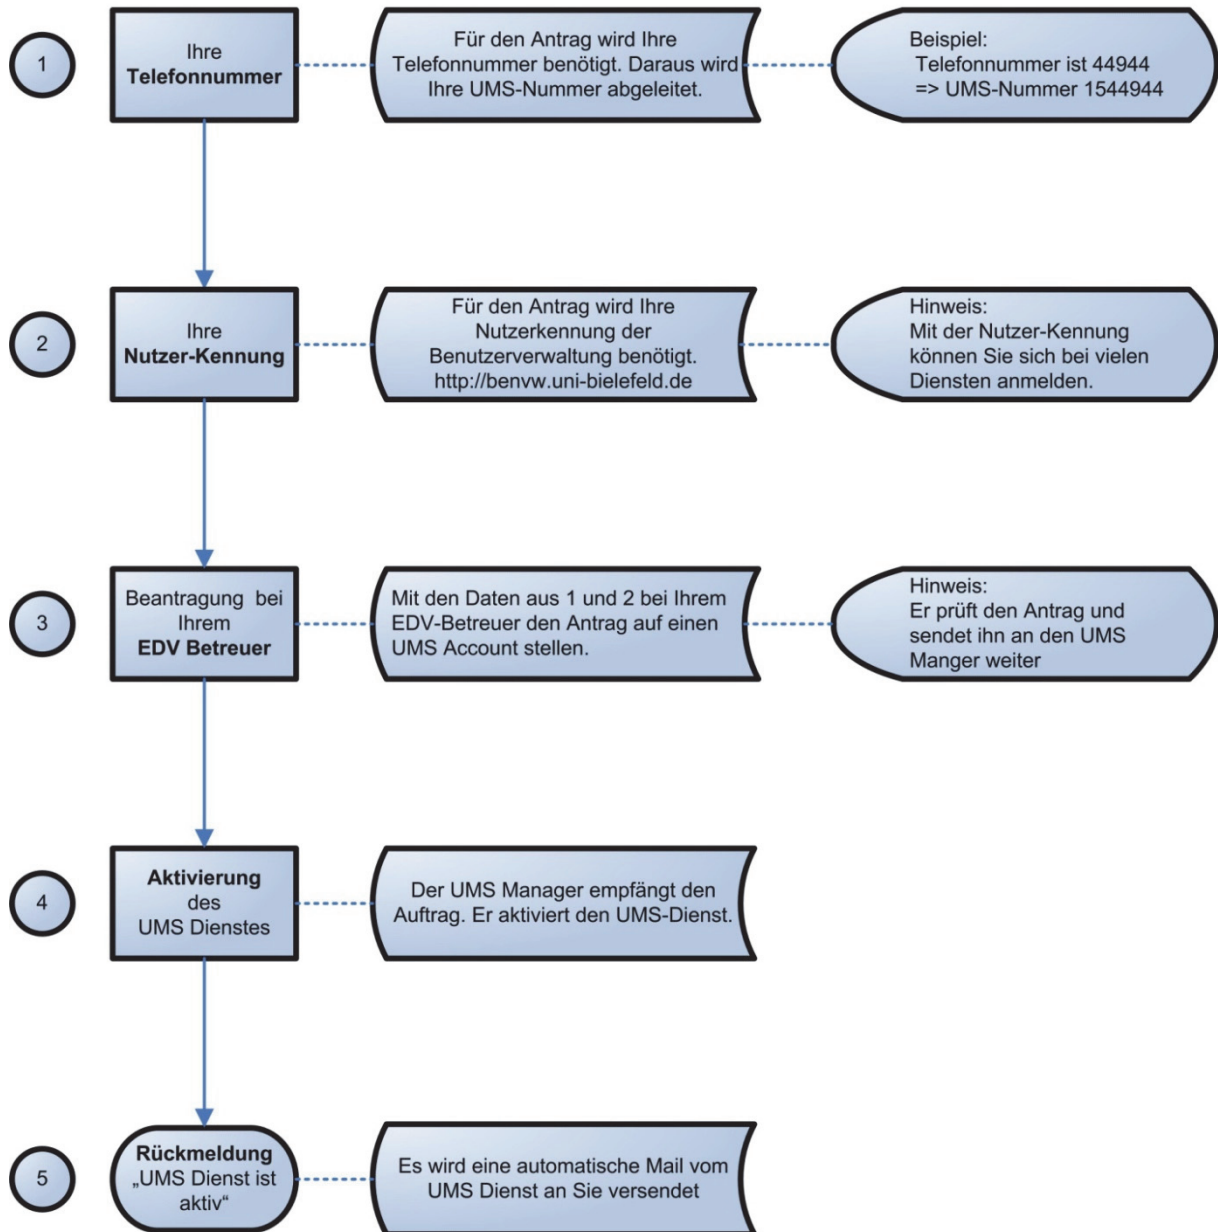 1
Ihre
Telefonnummer
Für den Antrag wird Ihre
Telefonnummer benötigt. Daraus wird
Ihre UMS-Nummer abgeleitet.
Beispiel:
Telefonnummer ist 44944
=> UMS-Nummer 1544944
2
Ihre
Nutzer-Kennung
Für den Antrag wird Ihre
Nutzerkennung der
Benutzerverwaltung benötigt.
http://benvw.uni-bielefeld.de
Hinweis:
Mit der Nutzer-Kennung
können Sie sich bei vielen
Diensten anmelden.
3
Beantragung bei
Ihrem
EDV Betreuer
Mit den Daten aus 1 und 2 bei Ihrem
EDV-Betreuer den Antrag auf einen
UMS Account stellen.
Hinweis:
Er prüft den Antrag und
sendet ihn an den UMS
Manger weiter
4
Aktivierung
des
UMS Dienstes
Der UMS Manager empfängt den
Auftrag. Er aktiviert den UMS-Dienst.
5
Rückmeldung
„UMS Dienst ist
aktiv“
Es wird eine automatische Mail vom
UMS Dienst an Sie versendet